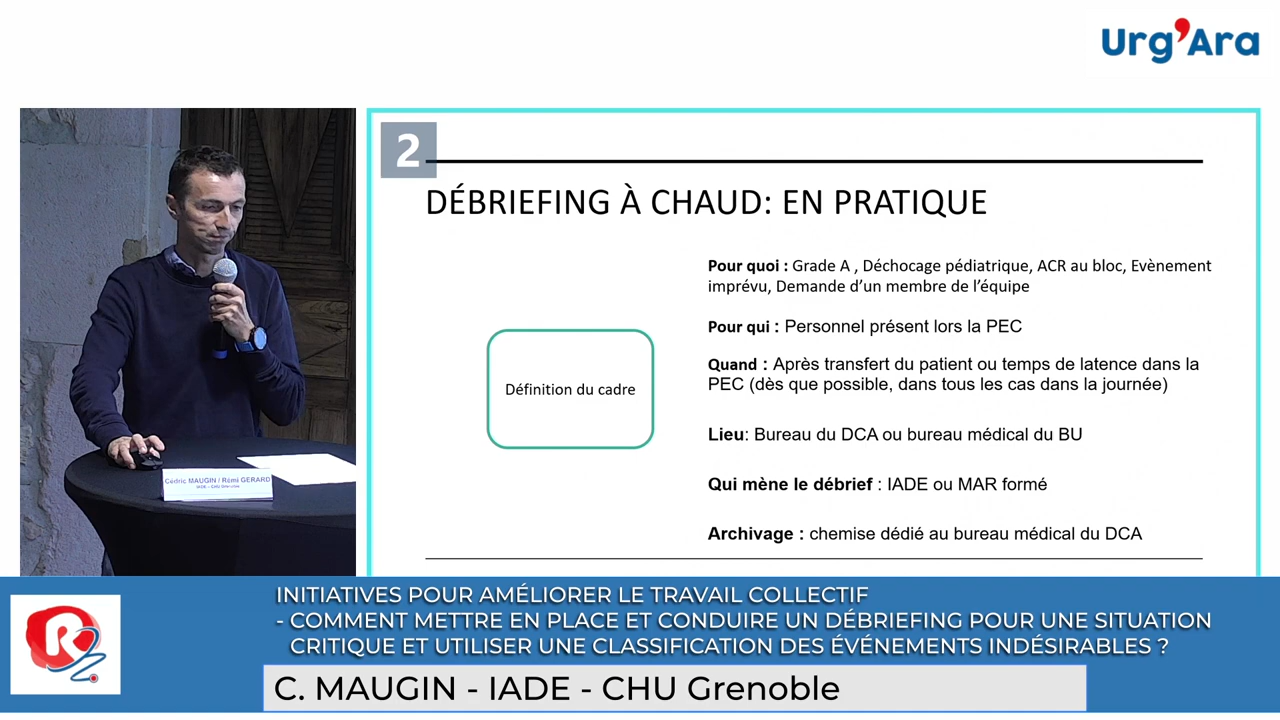 Urg'Ara
2
DÉBRIEFING À CHAUD: EN PRATIQUE
Pour quoi : Grade A , Déchocage pédiatrique, ACR au bloc, Evènement
imprévu, Demande d'un membre de l'équipe
Pour qui : Personnel présent lors la PEC
Quand : Après transfert du patient ou temps de latence dans la
PEC (dès que possible, dans tous les cas dans la journée)
Définition du cadre
Lieu: Bureau du DCA ou bureau médical du BU
Qui mène le débrief : IADE ou MAR formé
Archivage : chemise dédié au bureau médical du DCA
Cédric MAUGIN / Rémi GERARD
IADE - CHU Grenoble
INITIATIVES POUR AMÉLIORER LE TRAVAIL COLLECTIF
- COMMENT METTRE EN PLACE ET CONDUIRE UN DÉBRIEFING POUR UNE SITUATION
CRITIQUE ET UTILISER UNE CLASSIFICATION DES ÉVÉNEMENTS INDÉSIRABLES ?
R
C. MAUGIN - IADE - CHU Grenoble